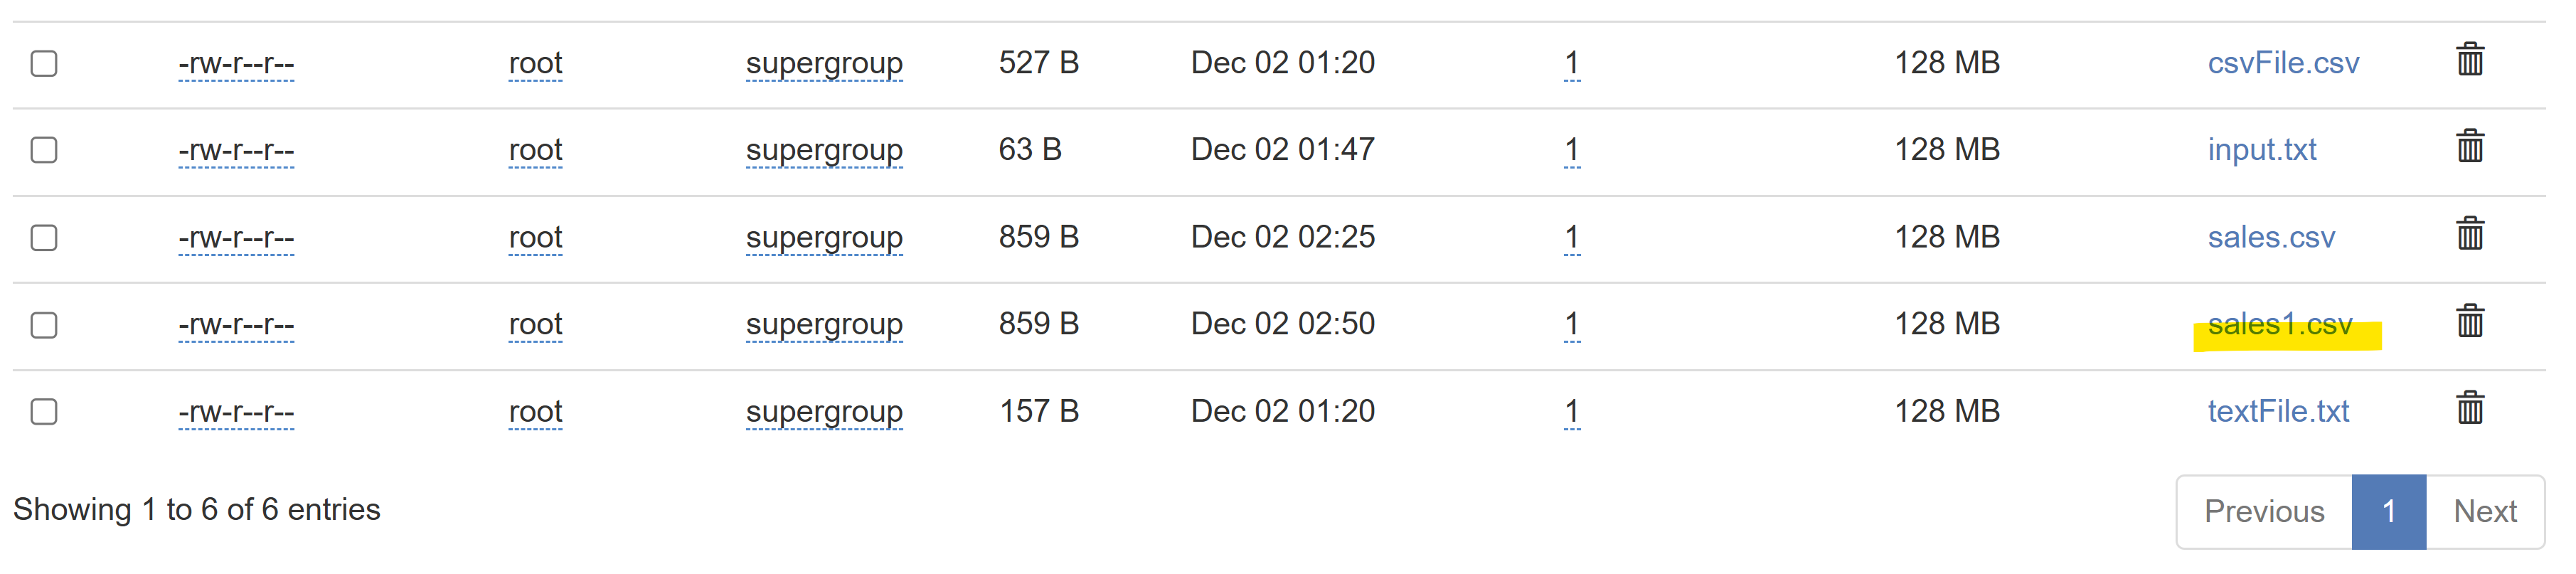 -rw-r--r-- root supergroup 527 B Dec 02 01:20 1 128 MB csvFile.csv
-rw-r--r-- root supergroup 63 B Dec 02 01:47 1 128 MB input.txt
-rw-r--r-- root supergroup 859 B Dec 02 02:25 1 128 MB sales.csv
-rw-r--r-- root supergroup 859 B Dec 02 02:50 1 128 MB sales1.csv
-rw-r--r-- root supergroup 157 B Dec 02 01:20 1 128 MB textFile.txt
Showing 1 to 6 of 6 entries Previous 1 Next